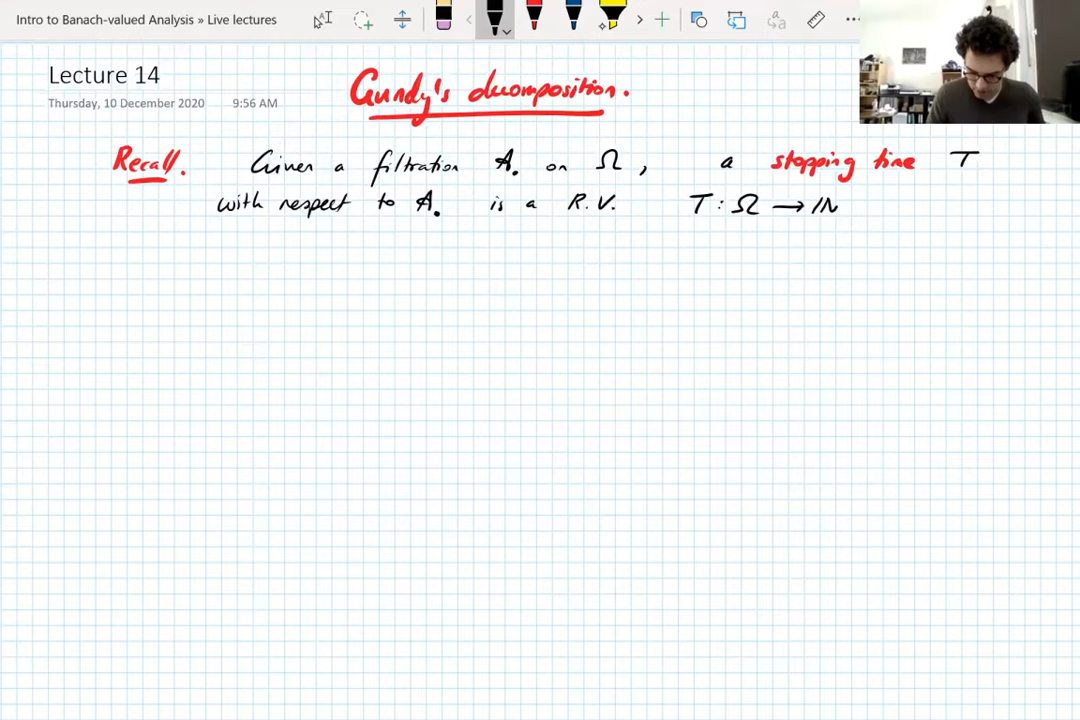 Intro to Banach-valued Analysis » Live lectures
Lecture 14
Thursday, 10 December 2020 9:56 AM
Gundy's decomposition.
Recall. Given a filtration A. on Ω, a stopping time T
with respect to A. is a R.V. T : Ω → IN